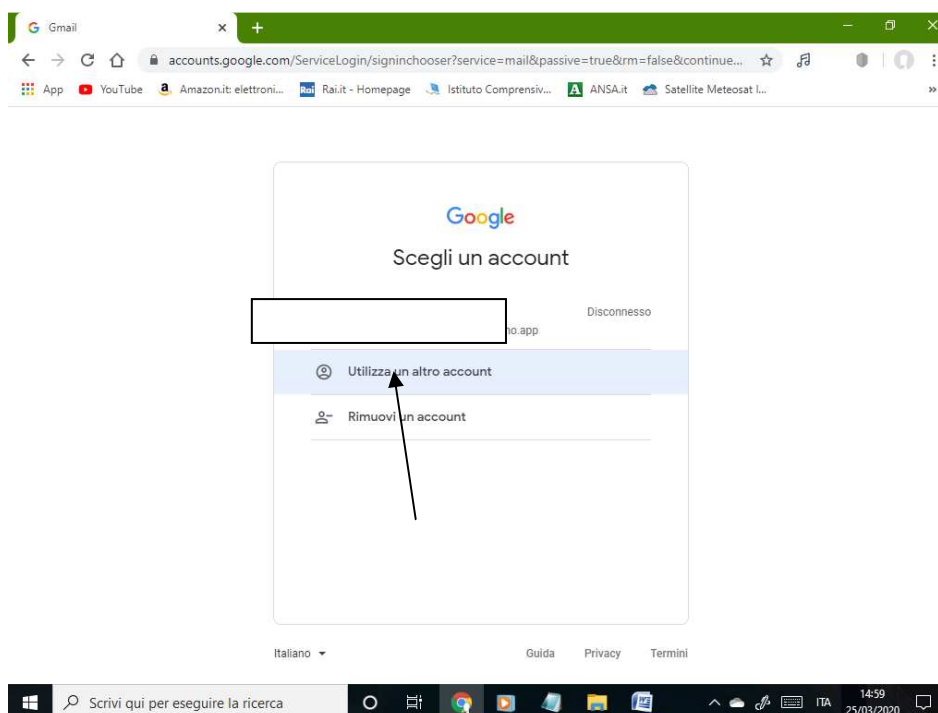 Gmail
accounts.google.com/ServiceLogin/signinchooser?service=mail&passive=true&rm=false&continue...
App YouTube Amazon.it: elettroni... Rai Rai.it - Homepage Istituto Comprensiv... A ANSA.it Satellite Meteosat I...
Google
Scegli un account
Disconnesso
no.app
Utilizza un altro account
Rimuovi un account
Italiano Guida Privacy Termini
Scrivi qui per eseguire la ricerca ITA 14:59
25/03/2020